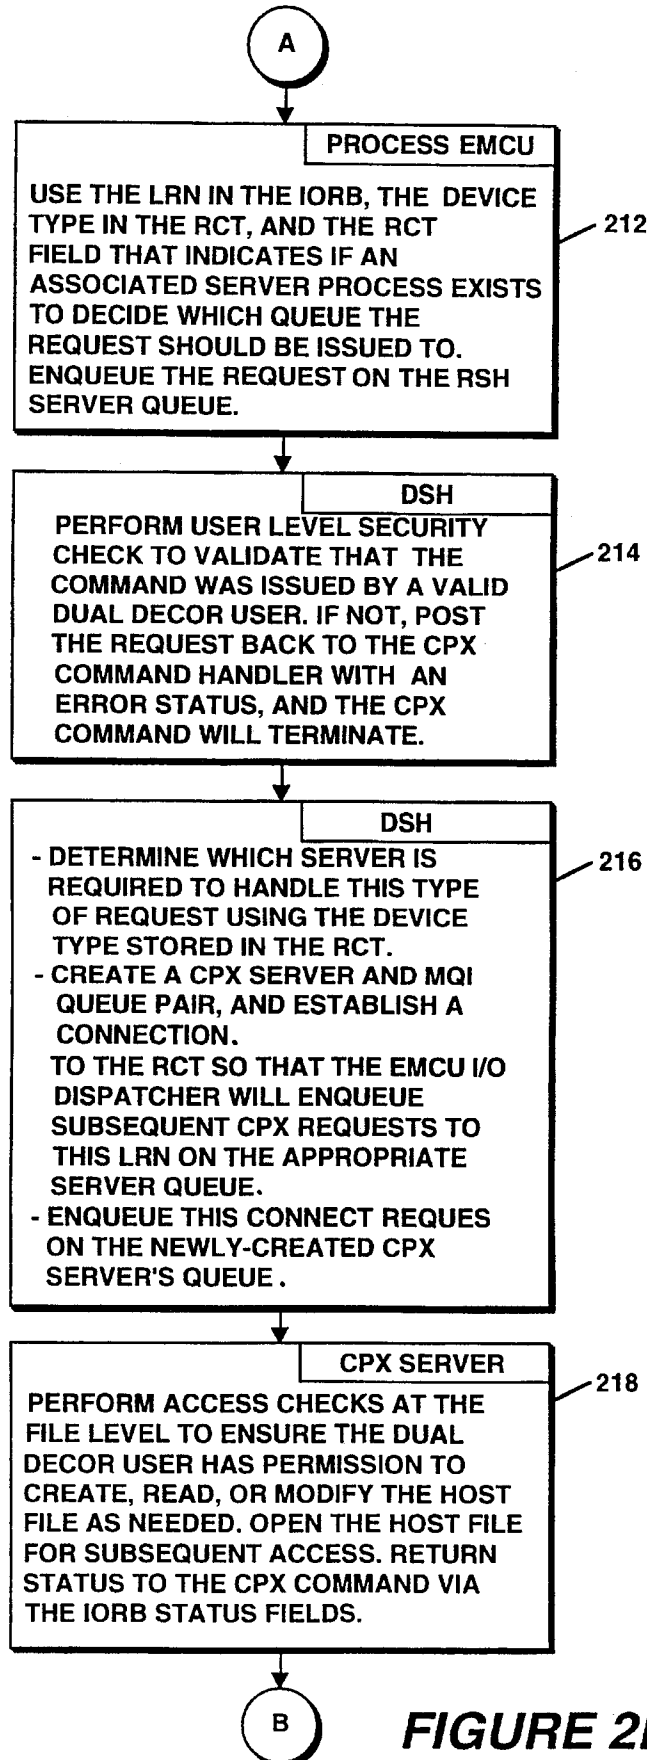 A
PROCESS EMCU
USE THE LRN IN THE IORB, THE DEVICE
TYPE IN THE RCT, AND THE RCT
FIELD THAT INDICATES IF AN
ASSOCIATED SERVER PROCESS EXISTS
TO DECIDE WHICH QUEUE THE
REQUEST SHOULD BE ISSUED TO.
ENQUEUE THE REQUEST ON THE RSH
SERVER QUEUE.
212
DSH
PERFORM USER LEVEL SECURITY
CHECK TO VALIDATE THAT THE
COMMAND WAS ISSUED BY A VALID
DUAL DECOR USER. IF NOT, POST
THE REQUEST BACK TO THE CPX
COMMAND HANDLER WITH AN
ERROR STATUS, AND THE CPX
COMMAND WILL TERMINATE.
214
DSH
- DETERMINE WHICH SERVER IS
REQUIRED TO HANDLE THIS TYPE
OF REQUEST USING THE DEVICE
TYPE STORED IN THE RCT.
- CREATE A CPX SERVER AND MQI
QUEUE PAIR, AND ESTABLISH A
CONNECTION.
TO THE RCT SO THAT THE EMCU I/O
DISPATCHER WILL ENQUEUE
SUBSEQUENT CPX REQUESTS TO
THIS LRN ON THE APPROPRIATE
SERVER QUEUE.
- ENQUEUE THIS CONNECT REQUES
ON THE NEWLY-CREATED CPX
SERVER'S QUEUE.
216
CPX SERVER
PERFORM ACCESS CHECKS AT THE
FILE LEVEL TO ENSURE THE DUAL
DECOR USER HAS PERMISSION TO
CREATE, READ, OR MODIFY THE HOST
FILE AS NEEDED. OPEN THE HOST FILE
FOR SUBSEQUENT ACCESS. RETURN
STATUS TO THE CPX COMMAND VIA
THE IORB STATUS FIELDS.
218
B
FIGURE